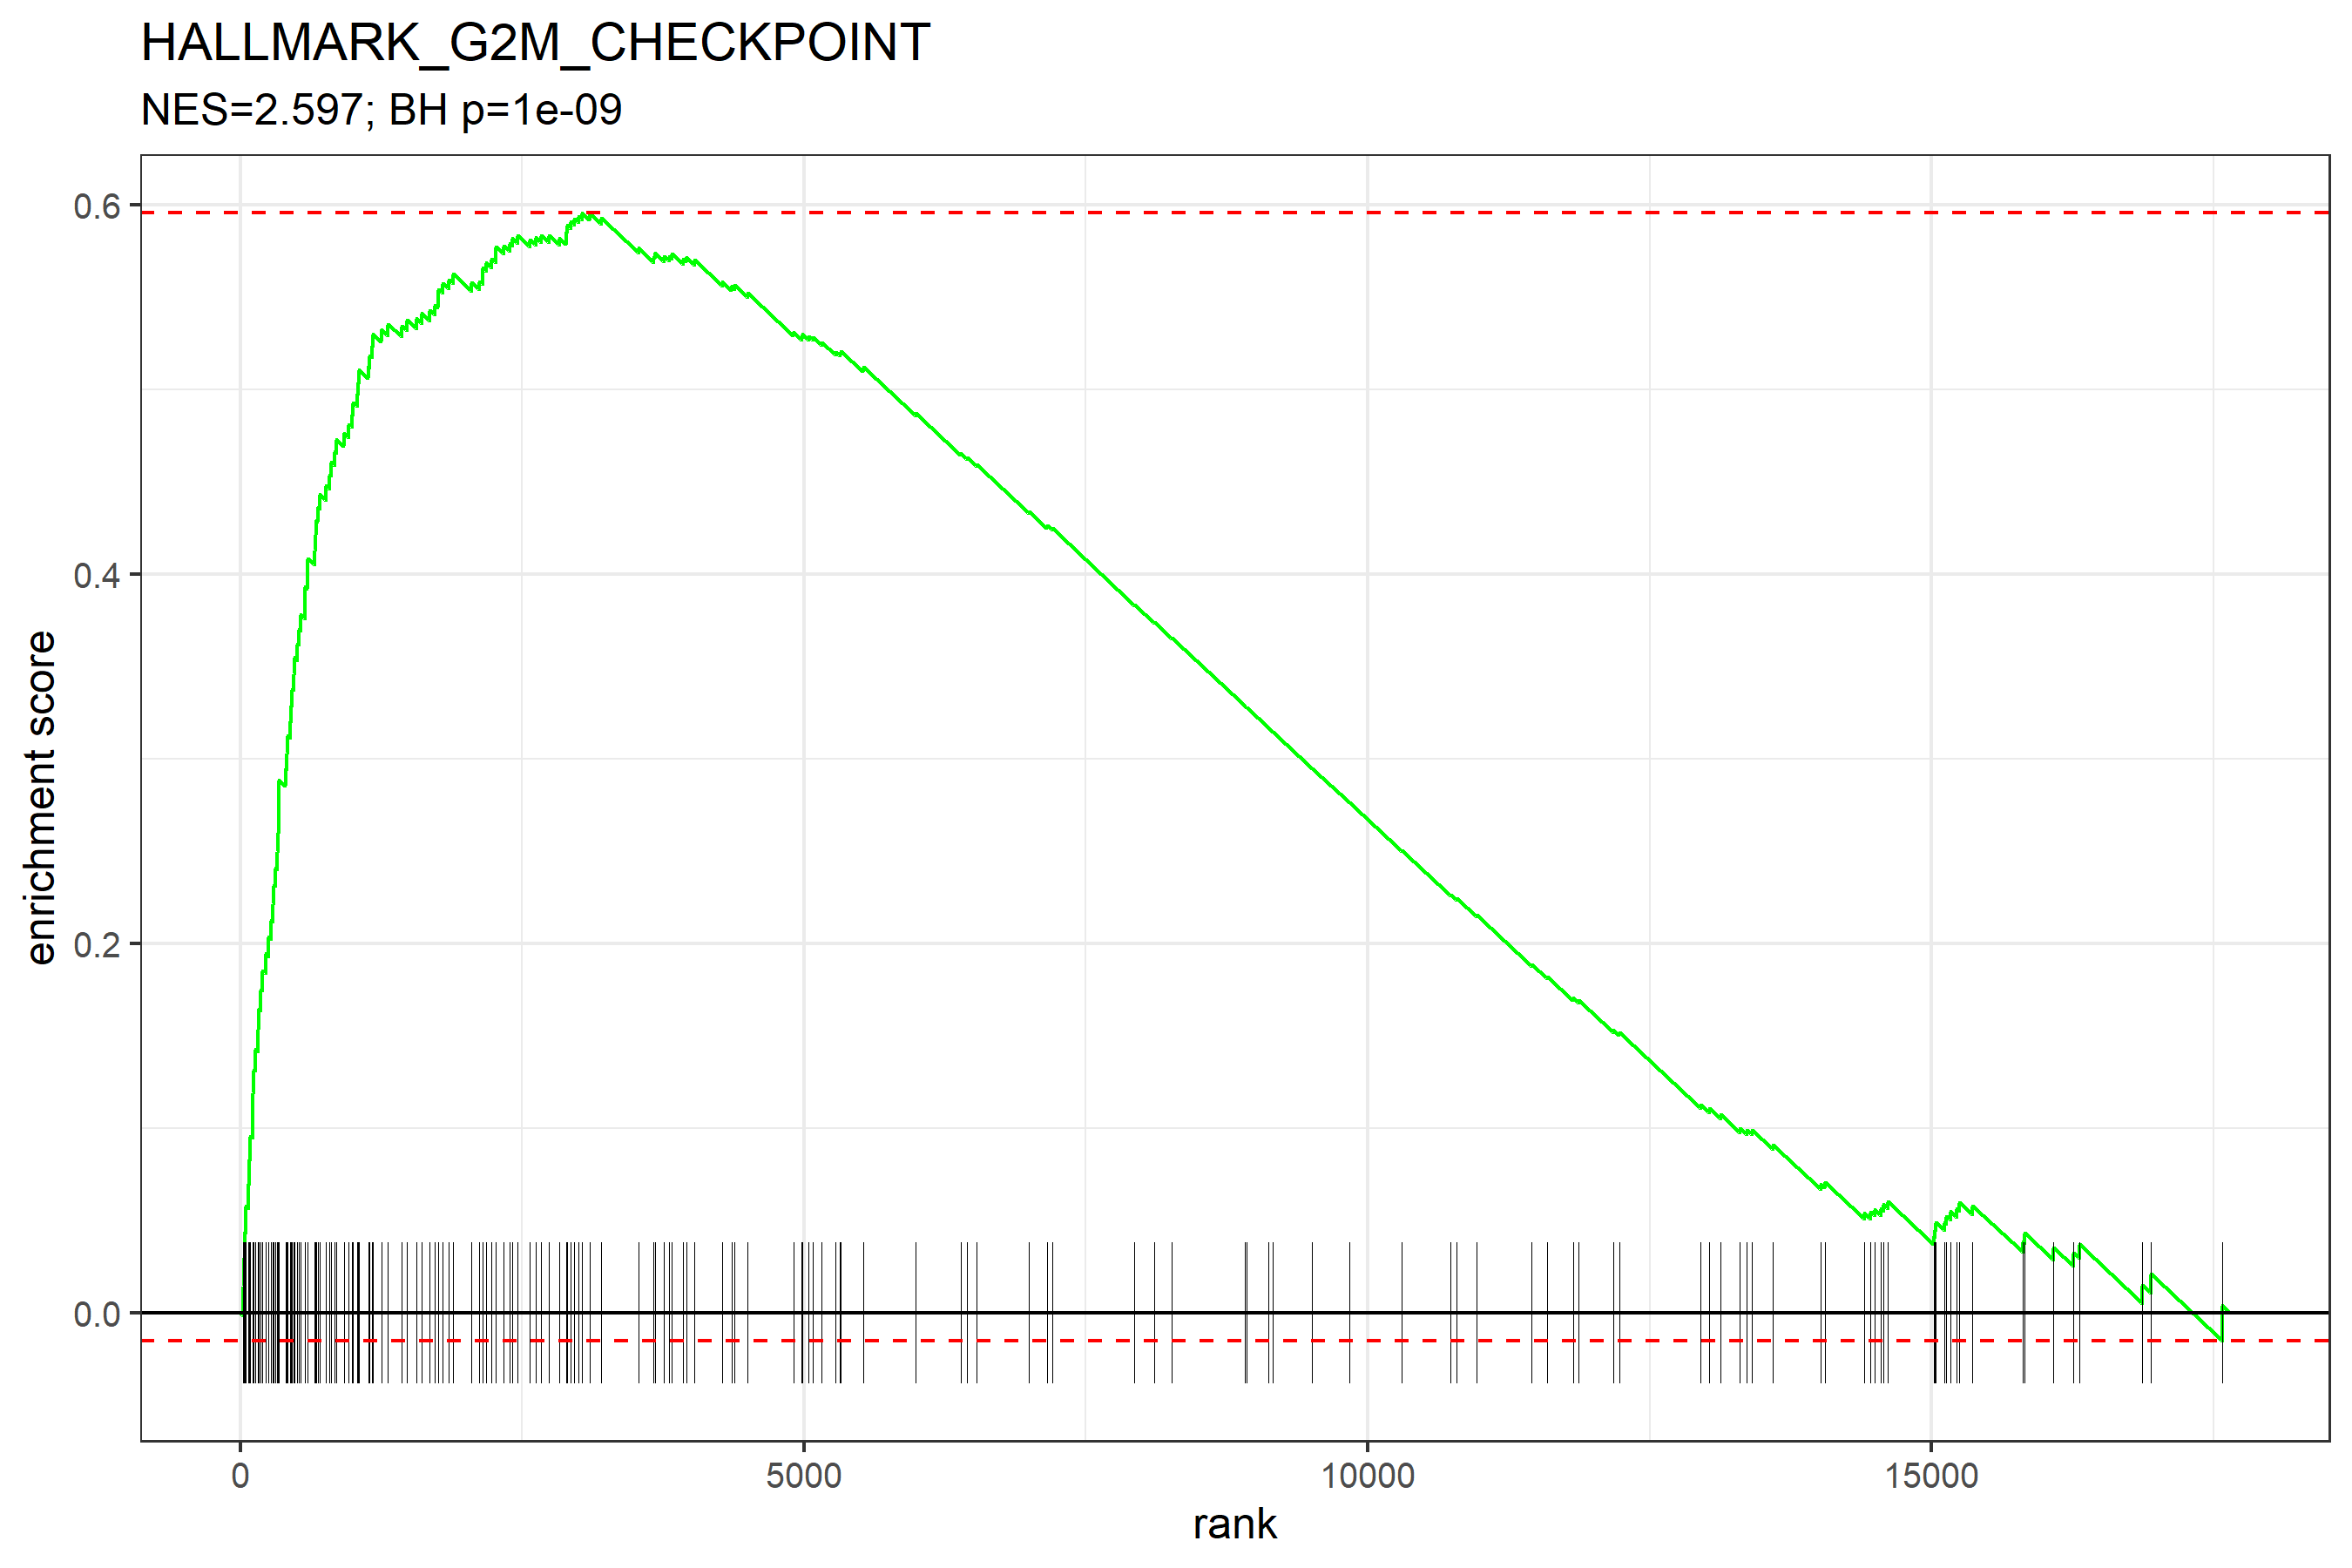 HALLMARK_G2M_CHECKPOINT
NES=2.597; BH p=1e-09
enrichment score
0.6
0.4
0.2
0.0
0 5000 10000 15000
rank